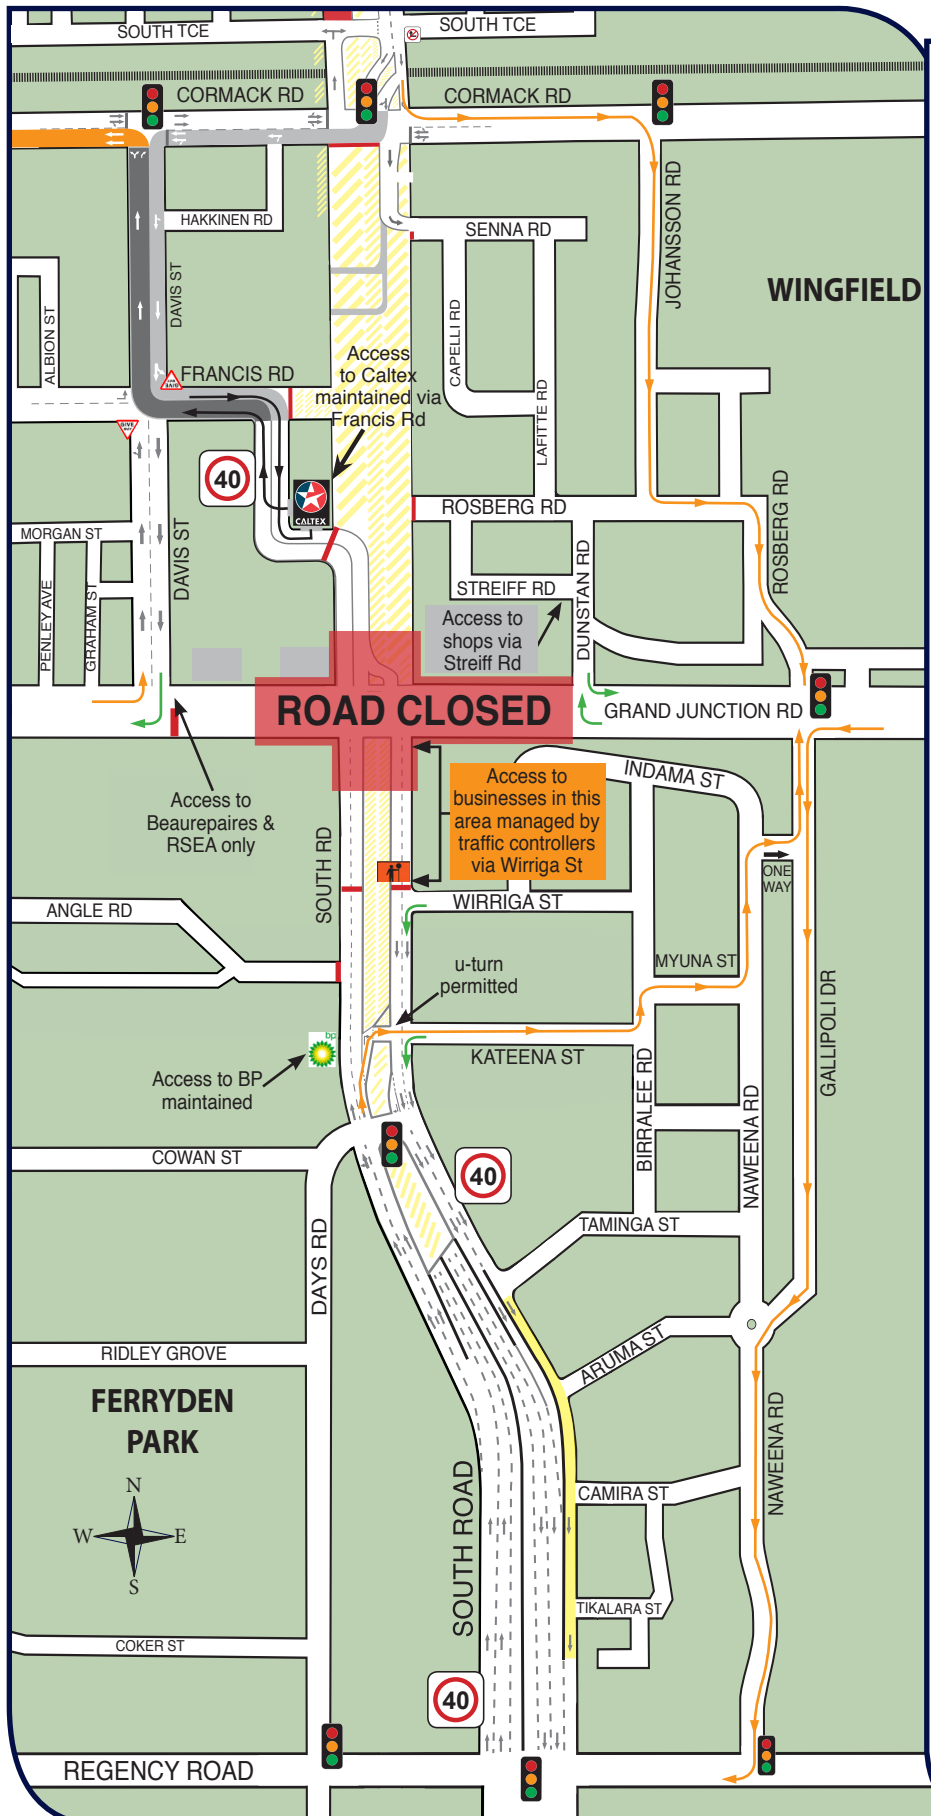 SOUTH TCE
SOUTH TCE
CORMACK RD
CORMACK RD
HAKKINEN RD
SENNA RD
JOHANSSON RD
DAVIS ST
WINGFIELD
ALBION ST
CAPELLI RD
LAFITTE RD
FRANCIS RD
Access
to Caltex
maintained via
Francis Rd
GIVE
WAY
40
CALTEX
ROSBERG RD
ROSBERG RD
MORGAN ST
DAVIS ST
PENLEY AVE
GRAHAM ST
STREIFF RD
DUNSTAN RD
Access to
shops via
Streiff Rd
ROAD CLOSED
GRAND JUNCTION RD
INDAMA ST
Access to
businesses in this
area managed by
traffic controllers
via Wirriga St
Access to
Beaurepaires &
RSEA only
SOUTH RD
ONE
WAY
WIRRIGA ST
ANGLE RD
MYUNA ST
u-turn
permitted
GALLIPOLI DR
bp
KATEENA ST
Access to BP
maintained
BIRRALEE RD
NAWEENA RD
COWAN ST
40
TAMINGA ST
DAYS RD
ARUMA ST
RIDLEY GROVE
FERRYDEN
PARK
NAWEENA RD
N
W
E
S
SOUTH ROAD
CAMIRA ST
TIKALARA ST
COKER ST
40
REGENCY ROAD